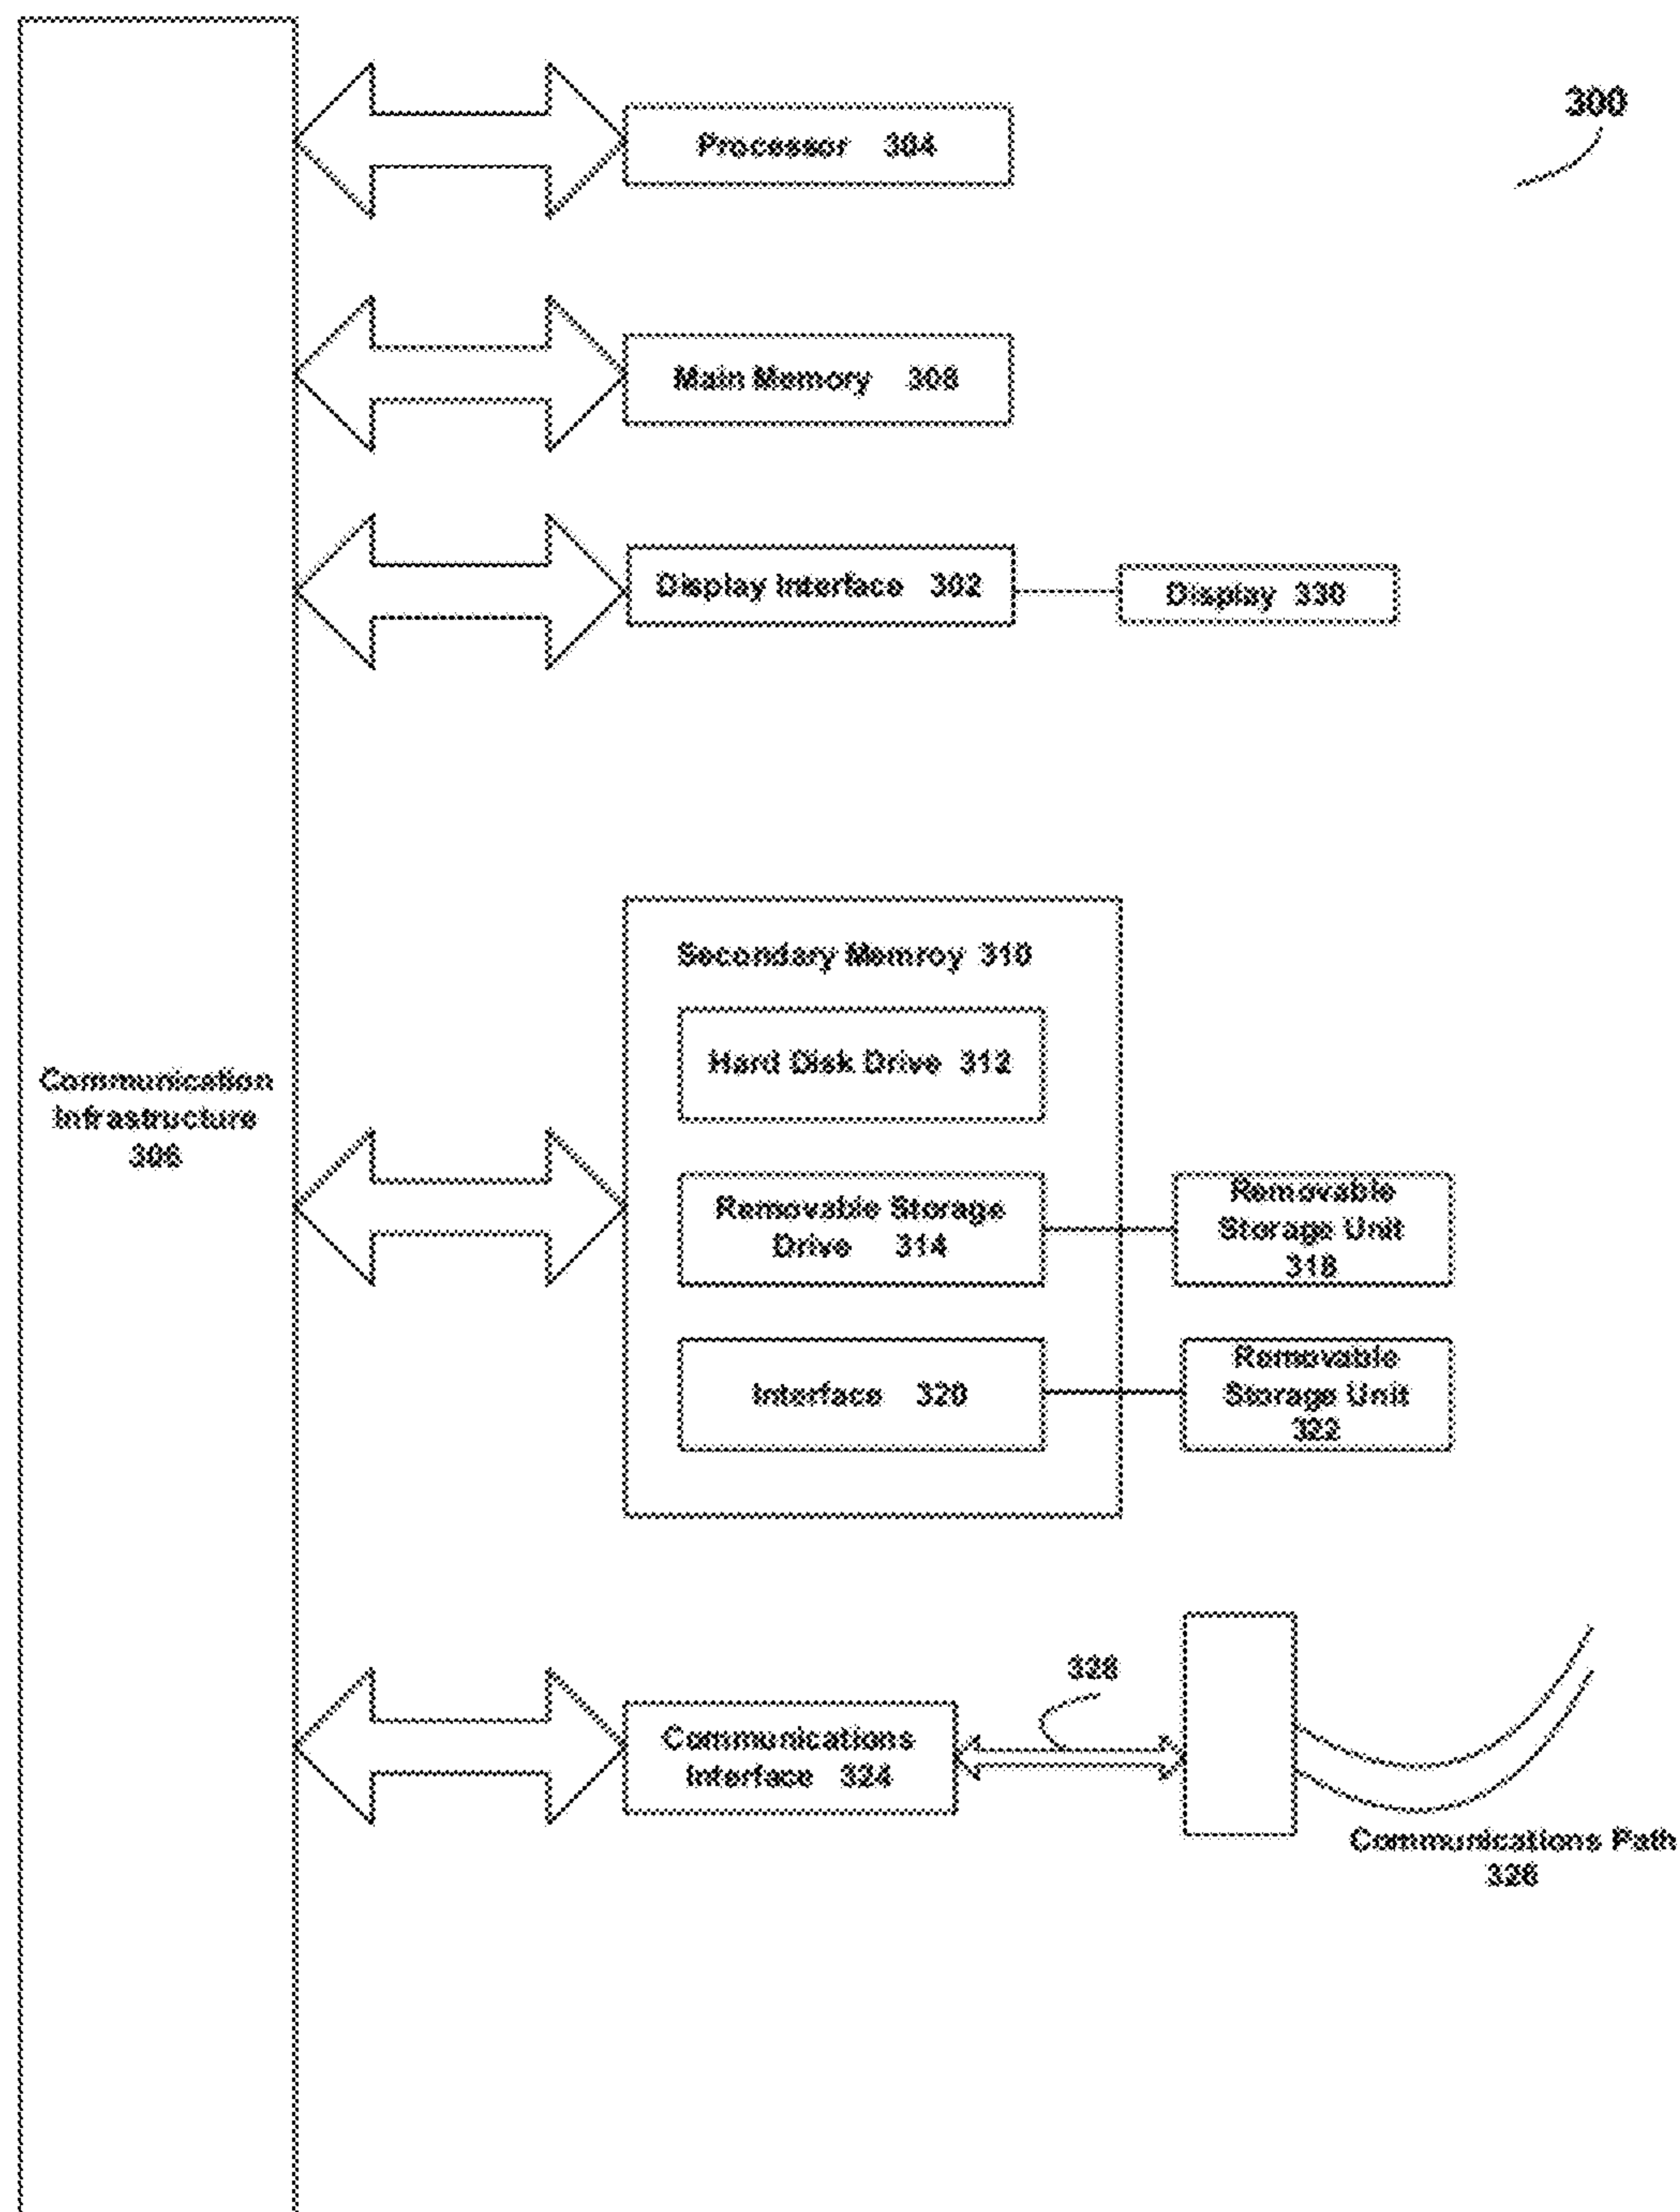 300
Processor 304
Main Memory 308
Display Interface 302
Display 330
Secondary Memroy 310
Hard Disk Drive 312
Communication
Infrastructure
306
Removable Storage
Drive 314
Removable
Storage Unit
318
Interface 320
Removable
Storage Unit
322
328
Communications
Interface 324
Communications Path
326